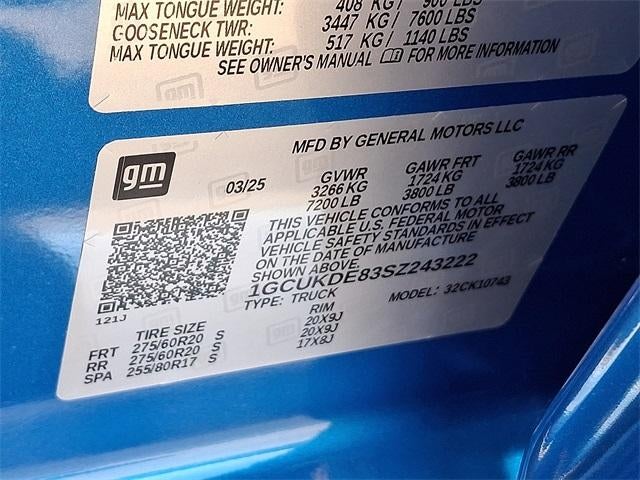 MAX TONGUE WEIGHT: 408 KG / 900 LBS
GOOSENECK TWR: 3447 KG / 7600 LBS
MAX TONGUE WEIGHT: 517 KG / 1140 LBS
SEE OWNER'S MANUAL FOR MORE INFORMATION
MFD BY GENERAL MOTORS LLC
gm
03/25
GVWR GAWR FRT GAWR RR
3266 KG 1724 KG 1724 KG
7200 LB 3800 LB 3800 LB
THIS VEHICLE CONFORMS TO ALL
APPLICABLE U.S. FEDERAL MOTOR
VEHICLE SAFETY STANDARDS IN EFFECT
ON THE DATE OF MANUFACTURE
SHOWN ABOVE.
1GCUKDE83SZ243222
TYPE: TRUCK MODEL: 32CK10743
121J
TIRE SIZE RIM
FRT 275/60R20 S 20X9J
RR 275/60R20 S 20X9J
SPA 255/80R17 S 17X8J